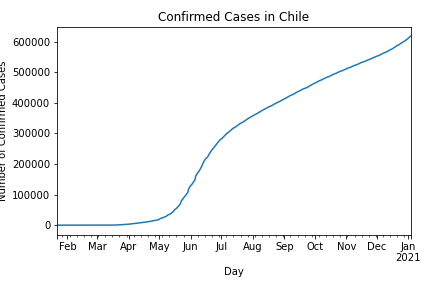 Confirmed Cases in Chile
Number of Confirmed Cases
600000
500000
400000
300000
200000
100000
0
Feb Mar Apr May Jun Jul Aug Sep Oct Nov Dec Jan
2021
Day